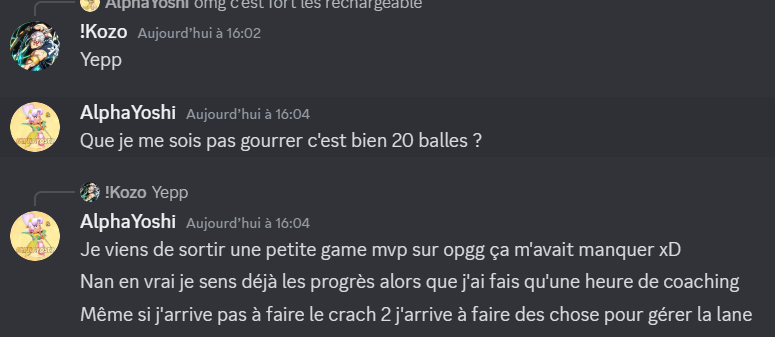 AlphaYoshi omg c'est fort les rechargeable
!Kozo Aujourd'hui à 16:02
Yepp
AlphaYoshi Aujourd'hui à 16:04
Que je me sois pas gourrer c'est bien 20 balles ?
!Kozo Yepp
AlphaYoshi Aujourd'hui à 16:04
Je viens de sortir une petite game mvp sur opgg ça m'avait manquer xD
Nan en vrai je sens déjà les progrès alors que j'ai fais qu'une heure de coaching
Même si j'arrive pas à faire le crach 2 j'arrive à faire des chose pour gérer la lane